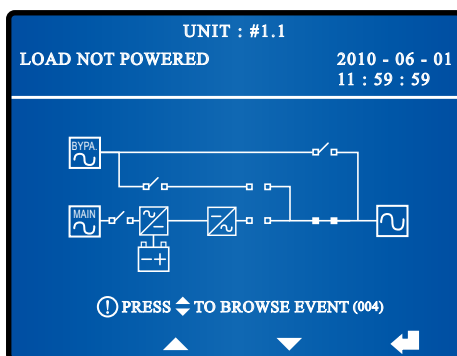 UNIT : #1.1
LOAD NOT POWERED
2010 - 06 - 01
11 : 59 : 59
BYPA.
MAIN
PRESS TO BROWSE EVENT (004)